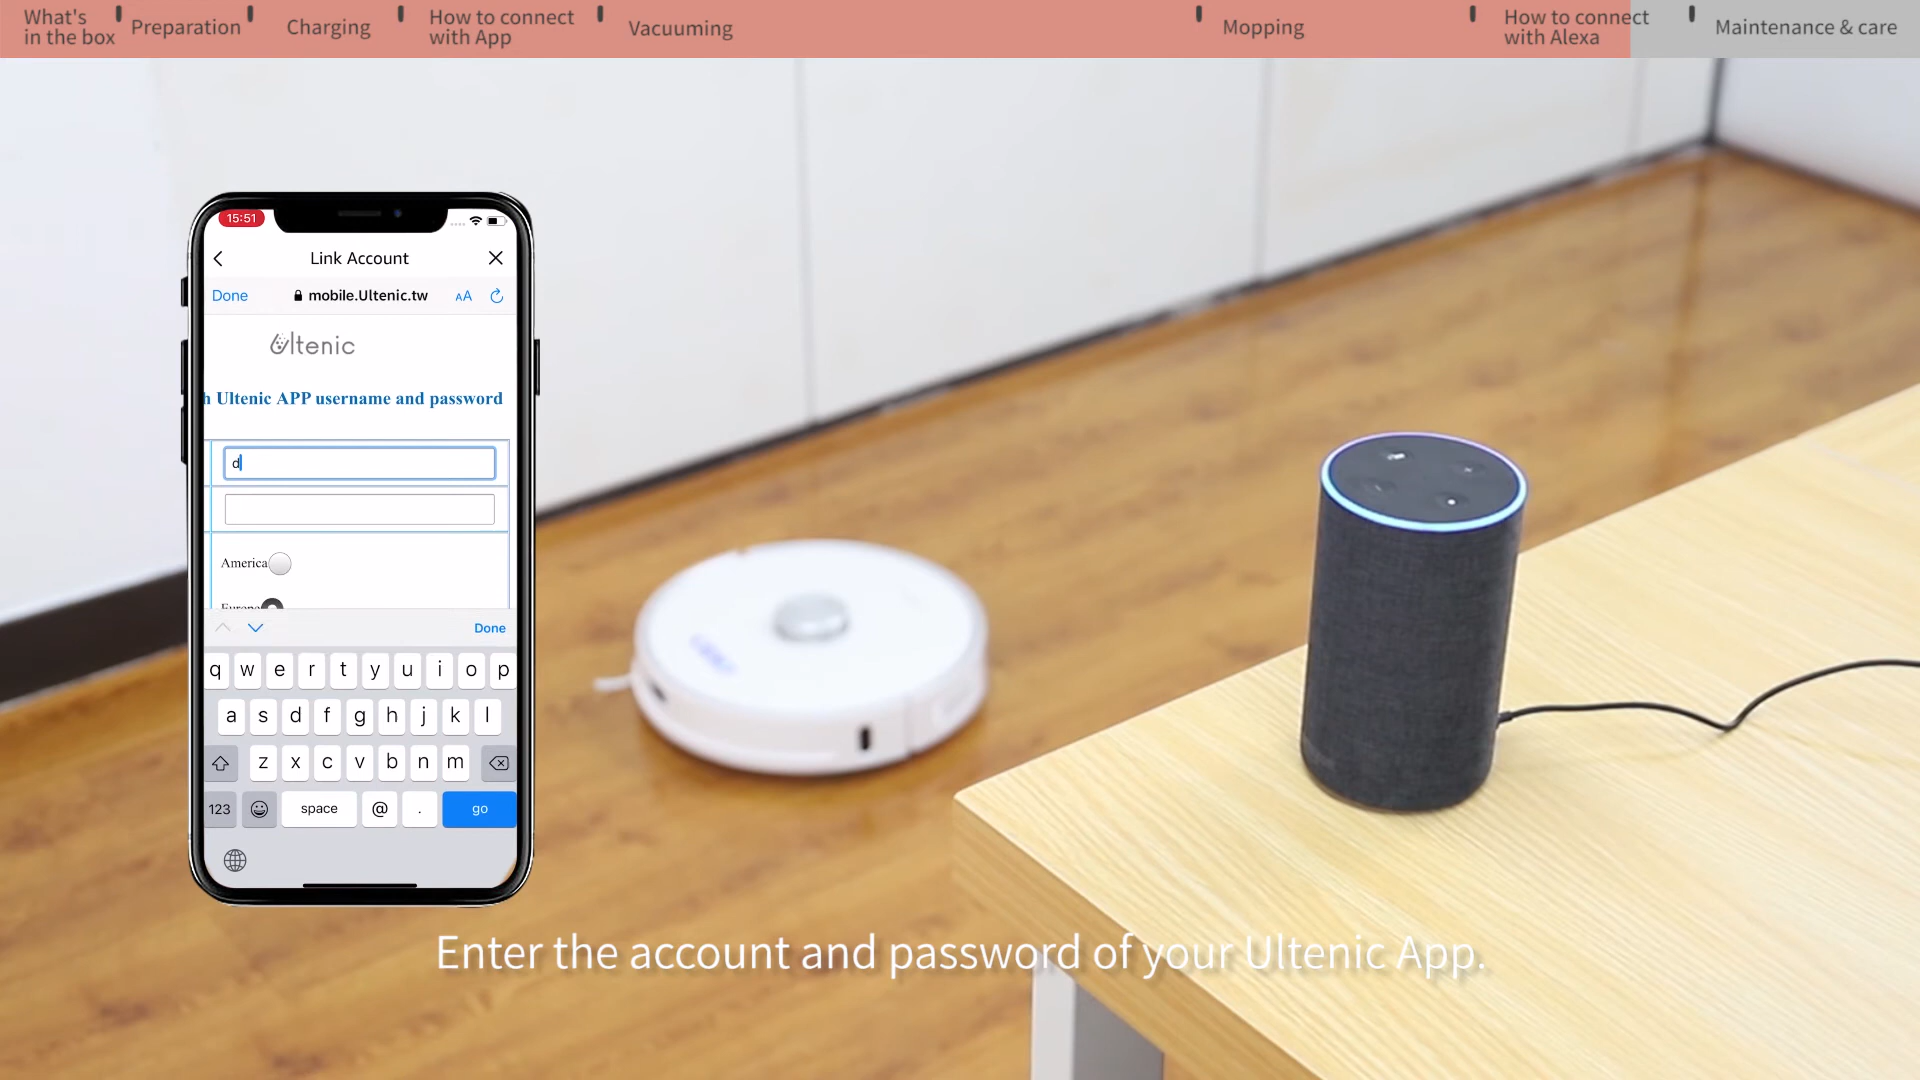 What's
in the box
Preparation
Charging
How to connect
with App
Vacuuming
Mopping
How to connect
with Alexa
Maintenance & care
15:51
Link Account
Done
mobile.Ultenic.tw
AA
Ultenic
h Ultenic APP username and password
d
America
Europe
Done
q w e r t y u i o p
a s d f g h j k l
z x c v b n m
123 space @ . go
Enter the account and password of your Ultenic App.